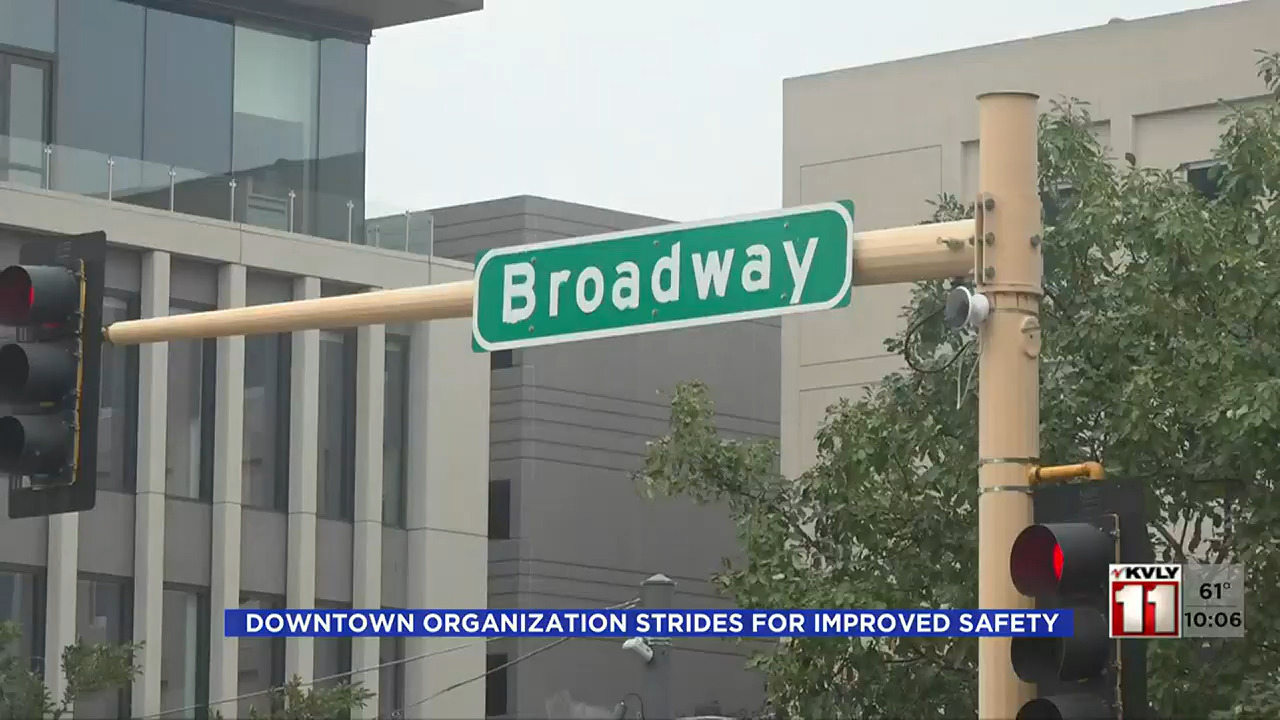 Broadway
DOWNTOWN ORGANIZATION STRIDES FOR IMPROVED SAFETY
KVLY
11
61°
10:06